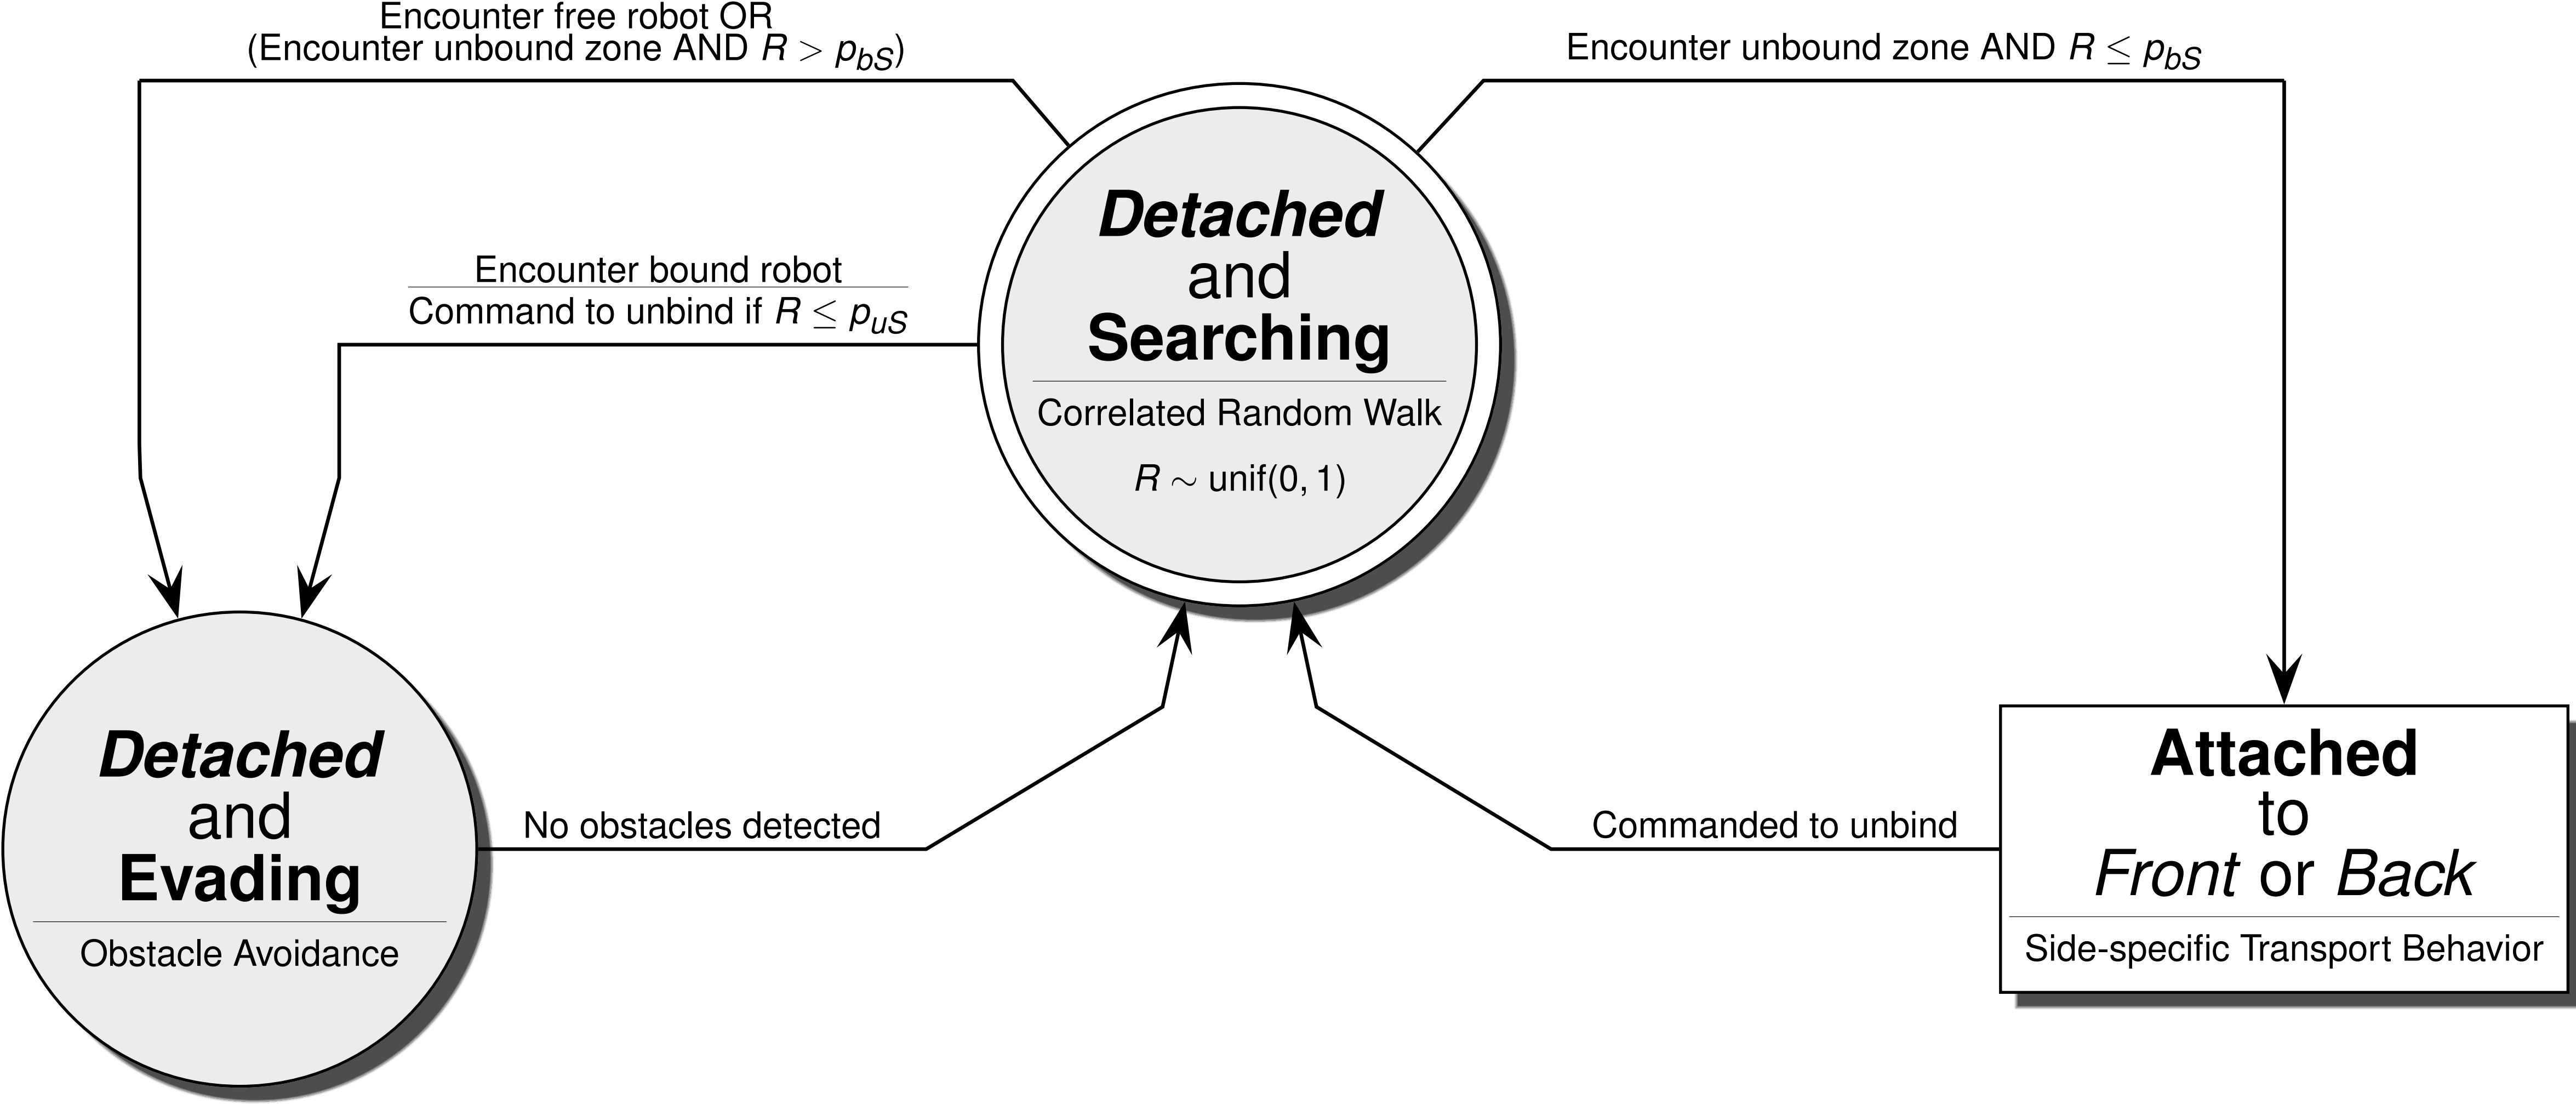 Encounter free robot OR
(Encounter unbound zone AND R > p_bS)
Encounter unbound zone AND R ≤ p_bS
Encounter bound robot
Command to unbind if R ≤ p_uS
Detached
and
Searching
Correlated Random Walk
R ∼ unif(0, 1)
Detached
and
Evading
Obstacle Avoidance
No obstacles detected
Commanded to unbind
Attached
to
Front or Back
Side-specific Transport Behavior